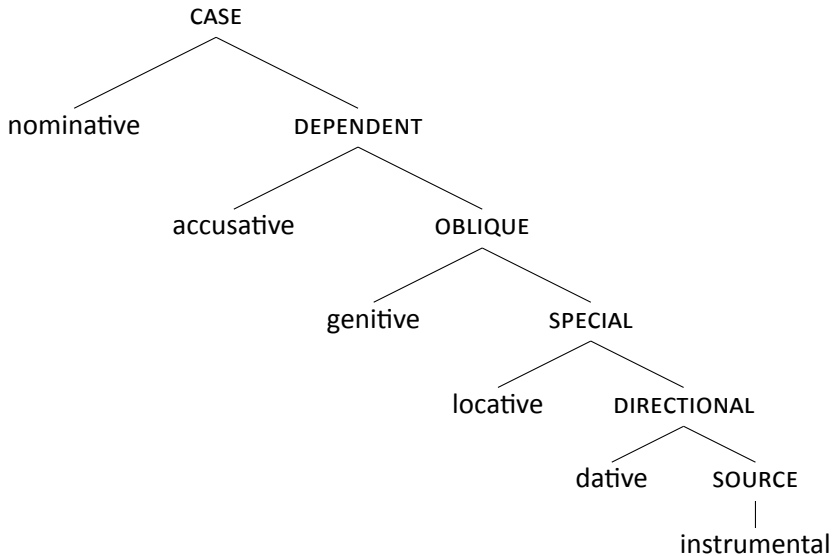 CASE
nominative DEPENDENT
accusative OBLIQUE
genitive SPECIAL
locative DIRECTIONAL
dative SOURCE
instrumental